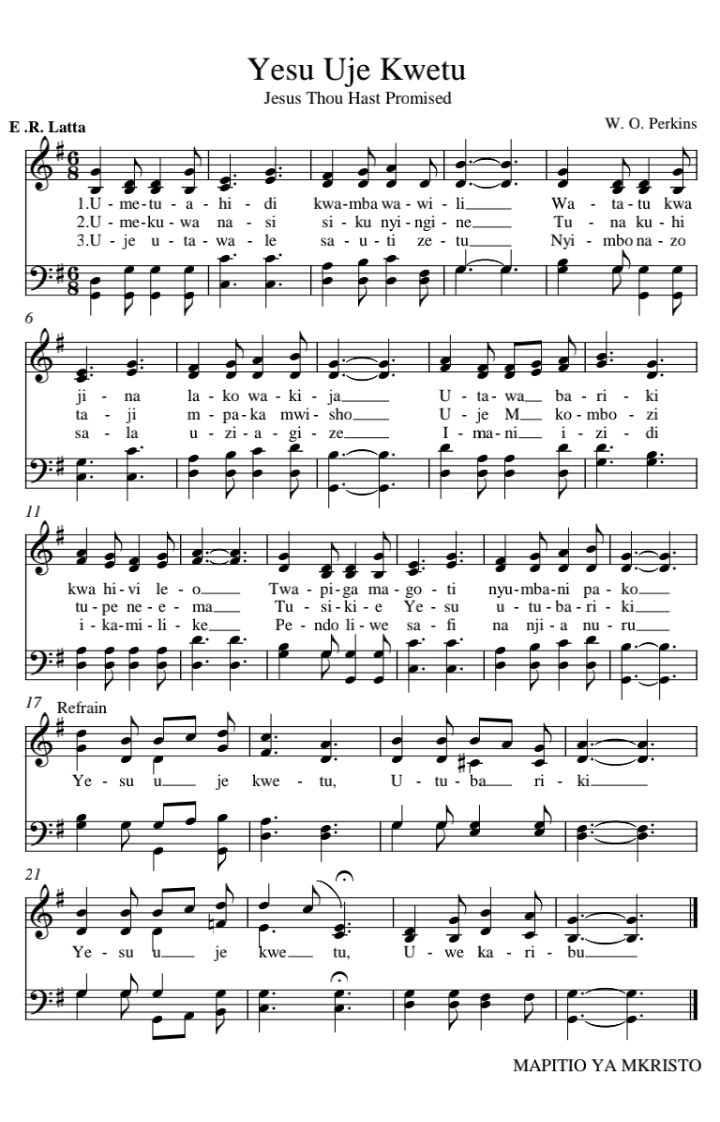 Yesu Uje Kwetu
Jesus Thou Hast Promised
E .R. Latta
W. O. Perkins
1.U - me - tu - a - hi - di kwa-mba wa - wi - li Wa - ta - tu kwa
2.U - me-ku - wa na - si si - ku nyi-ngi - ne Tu - na ku - hi
3.U - je u - ta - wa - le sa - u - ti ze - tu Nyi - mbo na - zo
6
ji - na la - ko wa - ki - ja U - ta - wa ba - ri - ki
ta - ji m - pa - ka mwi - sho U - je M ko - mbo - zi
sa - la u - zi - a - gi - ze I - ma - ni i - zi - di
11
kwa hi - vi le - o Twa - pi - ga ma - go - ti nyu - mba - ni pa - ko
tu - pe ne - e - ma Tu - si - ki - e Ye - su u - tu - ba - ri - ki
i - ka - mi - li - ke Pe - ndo li - we sa - fi na nji - a nu - ru
17
Refrain
Ye - su u je kwe - tu, U - tu - ba ri - ki
21
Ye - su u je kwe tu, U - we ka - ri - bu
MAPITIO YA MKRISTO